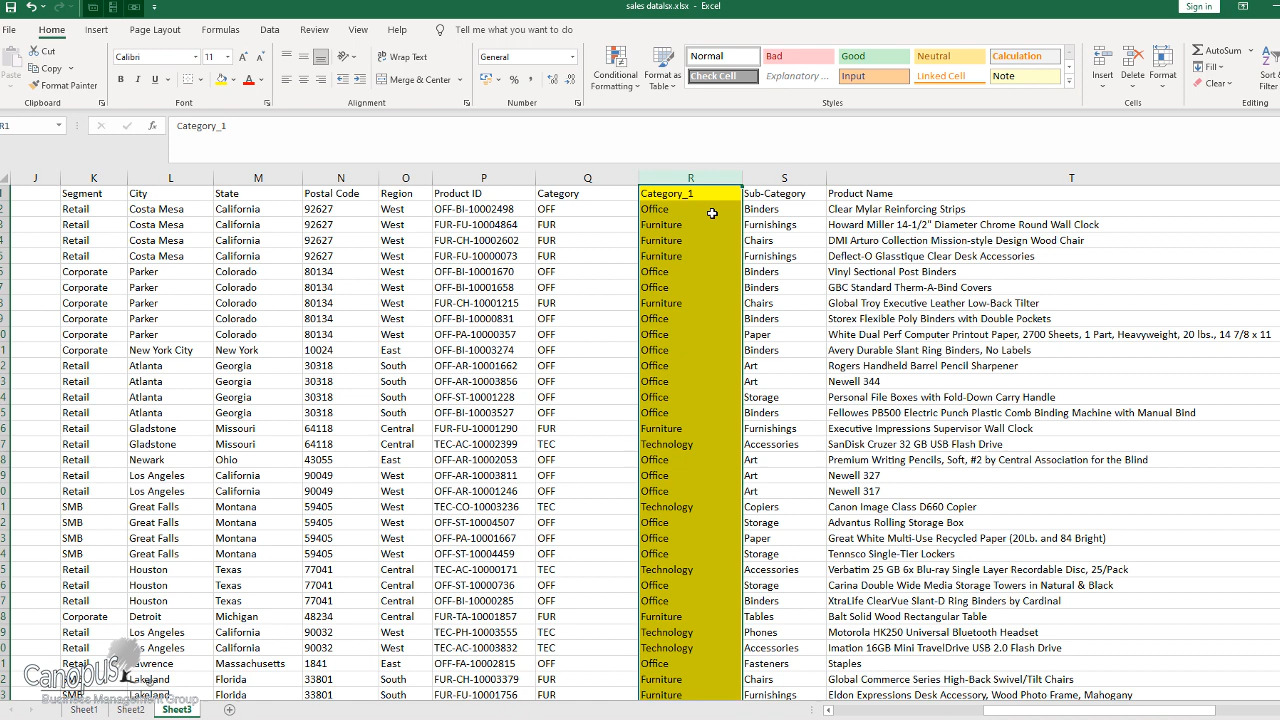 sales datalsx.xlsx - Excel
Sign in
File Home Insert Page Layout Formulas Data Review View Help Tell me what you want to do
Paste Cut Copy Format Painter Clipboard
Calibri 11 Font
Wrap Text Merge & Center Alignment
General Number
Conditional Formatting Format as Table
Normal Bad Good Neutral Calculation
Check Cell Explanatory ... Input Linked Cell Note
Styles
Insert Delete Format Cells
AutoSum Fill Clear Sort & Filter Editing
R1 Category_1
J K L M N O P Q R S T
Segment City State Postal Code Region Product ID Category Category_1 Sub-Category Product Name
Retail Costa Mesa California 92627 West OFF-BI-10002498 OFF Office Binders Clear Mylar Reinforcing Strips
Retail Costa Mesa California 92627 West FUR-FU-10004864 FUR Furniture Furnishings Howard Miller 14-1/2" Diameter Chrome Round Wall Clock
Retail Costa Mesa California 92627 West FUR-CH-10002602 FUR Furniture Chairs DMI Arturo Collection Mission-style Design Wood Chair
Retail Costa Mesa California 92627 West FUR-FU-10000073 FUR Furniture Furnishings Deflect-O Glasstique Clear Desk Accessories
Corporate Parker Colorado 80134 West OFF-BI-10001670 OFF Office Binders Vinyl Sectional Post Binders
Corporate Parker Colorado 80134 West OFF-BI-10001658 OFF Office Binders GBC Standard Therm-A-Bind Covers
Corporate Parker Colorado 80134 West FUR-CH-10001215 FUR Furniture Chairs Global Troy Executive Leather Low-Back Tilter
Corporate Parker Colorado 80134 West OFF-BI-10000831 OFF Office Binders Storex Flexible Poly Binders with Double Pockets
Corporate Parker Colorado 80134 West OFF-PA-10000357 OFF Office Paper White Dual Perf Computer Printout Paper, 2700 Sheets, 1 Part, Heavyweight, 20 lbs., 14 7/8 x 11
Corporate New York City New York 10024 East OFF-BI-10003274 OFF Office Binders Avery Durable Slant Ring Binders, No Labels
Retail Atlanta Georgia 30318 South OFF-AR-10001662 OFF Office Art Rogers Handheld Barrel Pencil Sharpener
Retail Atlanta Georgia 30318 South OFF-AR-10003856 OFF Office Art Newell 344
Retail Atlanta Georgia 30318 South OFF-ST-10001228 OFF Office Storage Personal File Boxes with Fold-Down Carry Handle
Retail Atlanta Georgia 30318 South OFF-BI-10003527 OFF Office Binders Fellowes PB500 Electric Punch Plastic Comb Binding Machine with Manual Bind
Retail Gladstone Missouri 64118 Central FUR-FU-10001290 FUR Furniture Furnishings Executive Impressions Supervisor Wall Clock
Retail Gladstone Missouri 64118 Central TEC-AC-10002399 TEC Technology Accessories SanDisk Cruzer 32 GB USB Flash Drive
Retail Newark Ohio 43055 East OFF-AR-10002053 OFF Office Art Premium Writing Pencils, Soft, #2 by Central Association for the Blind
Retail Los Angeles California 90049 West OFF-AR-10003811 OFF Office Art Newell 327
Retail Los Angeles California 90049 West OFF-AR-10001246 OFF Office Art Newell 317
SMB Great Falls Montana 59405 West TEC-CO-10003236 TEC Technology Copiers Canon Image Class D660 Copier
SMB Great Falls Montana 59405 West OFF-ST-10004507 OFF Office Storage Advantus Rolling Storage Box
SMB Great Falls Montana 59405 West OFF-PA-10001667 OFF Office Paper Great White Multi-Use Recycled Paper (20Lb. and 84 Bright)
SMB Great Falls Montana 59405 West OFF-ST-10004459 OFF Office Storage Tennsco Single-Tier Lockers
Retail Houston Texas 77041 Central TEC-AC-10000171 TEC Technology Accessories Verbatim 25 GB 6x Blu-ray Single Layer Recordable Disc, 25/Pack
Retail Houston Texas 77041 Central OFF-ST-10000736 OFF Office Storage Carina Double Wide Media Storage Towers in Natural & Black
Retail Houston Texas 77041 Central OFF-BI-10000285 OFF Office Binders XtraLife ClearVue Slant-D Ring Binders by Cardinal
Corporate Detroit Michigan 48234 Central FUR-TA-10001857 FUR Furniture Tables Balt Solid Wood Rectangular Table
Retail Los Angeles California 90032 West TEC-PH-10003555 TEC Technology Phones Motorola HK250 Universal Bluetooth Headset
Retail Los Angeles California 90032 West TEC-AC-10003832 TEC Technology Accessories Imation 16GB Mini TravelDrive USB 2.0 Flash Drive
Retail Lawrence Massachusetts 1841 East OFF-FA-10002815 OFF Office Fasteners Staples
SMB Lakeland Florida 33801 South FUR-CH-10003379 FUR Furniture Chairs Global Commerce Series High-Back Swivel/Tilt Chairs
SMB Lakeland Florida 33801 South FUR-FU-10001756 FUR Furniture Furnishings Eldon Expressions Desk Accessory, Wood Photo Frame, Mahogany
Canopus
Business Management Group
Sheet1 Sheet2 Sheet3